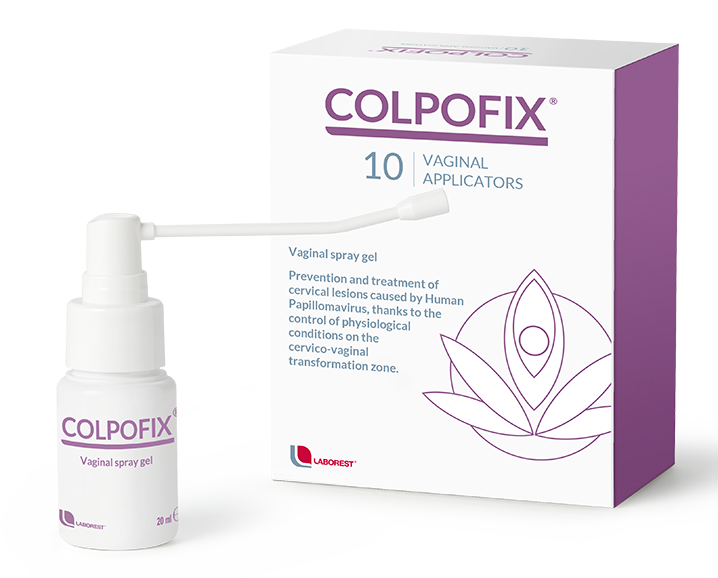 COLPOFIX®
COLPOFIX®
10 VAGINAL
APPLICATORS
Vaginal spray gel
Prevention and treatment of
cervical lesions caused by Human
Papillomavirus, thanks to the
control of physiological
conditions on the
cervico-vaginal
transformation zone.
LABOREST®
COLPOFIX®
Vaginal spray gel
LABOREST
20 ml